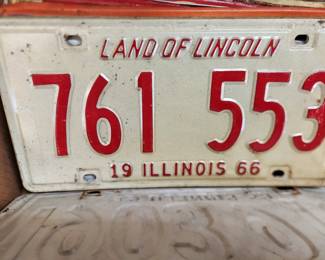 LAND OF LINCOLN
761 553
19 ILLINOIS 66